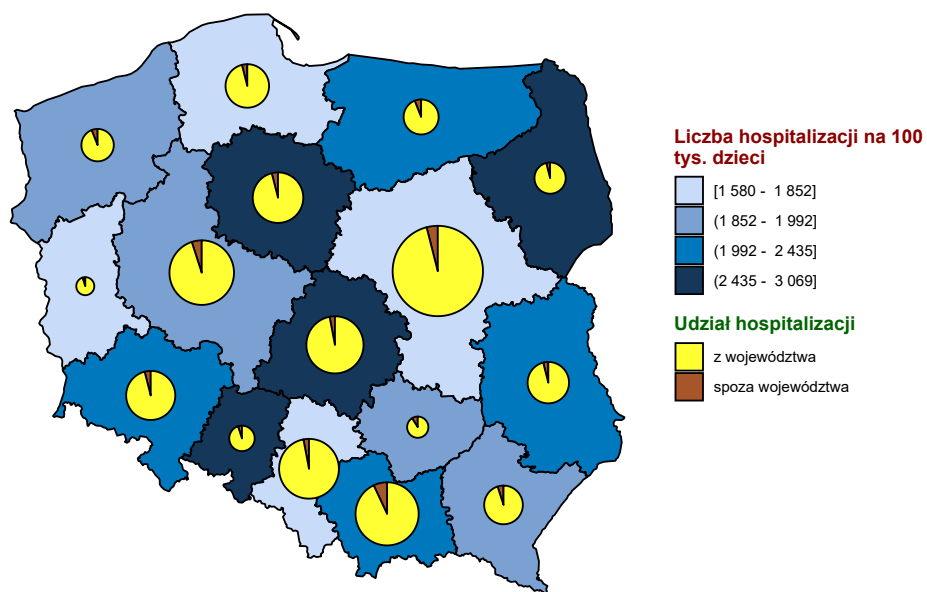 Liczba hospitalizacji na 100
tys. dzieci
[1 580 - 1 852]
(1 852 - 1 992]
(1 992 - 2 435]
(2 435 - 3 069]
Udział hospitalizacji
z województwa
spoza województwa